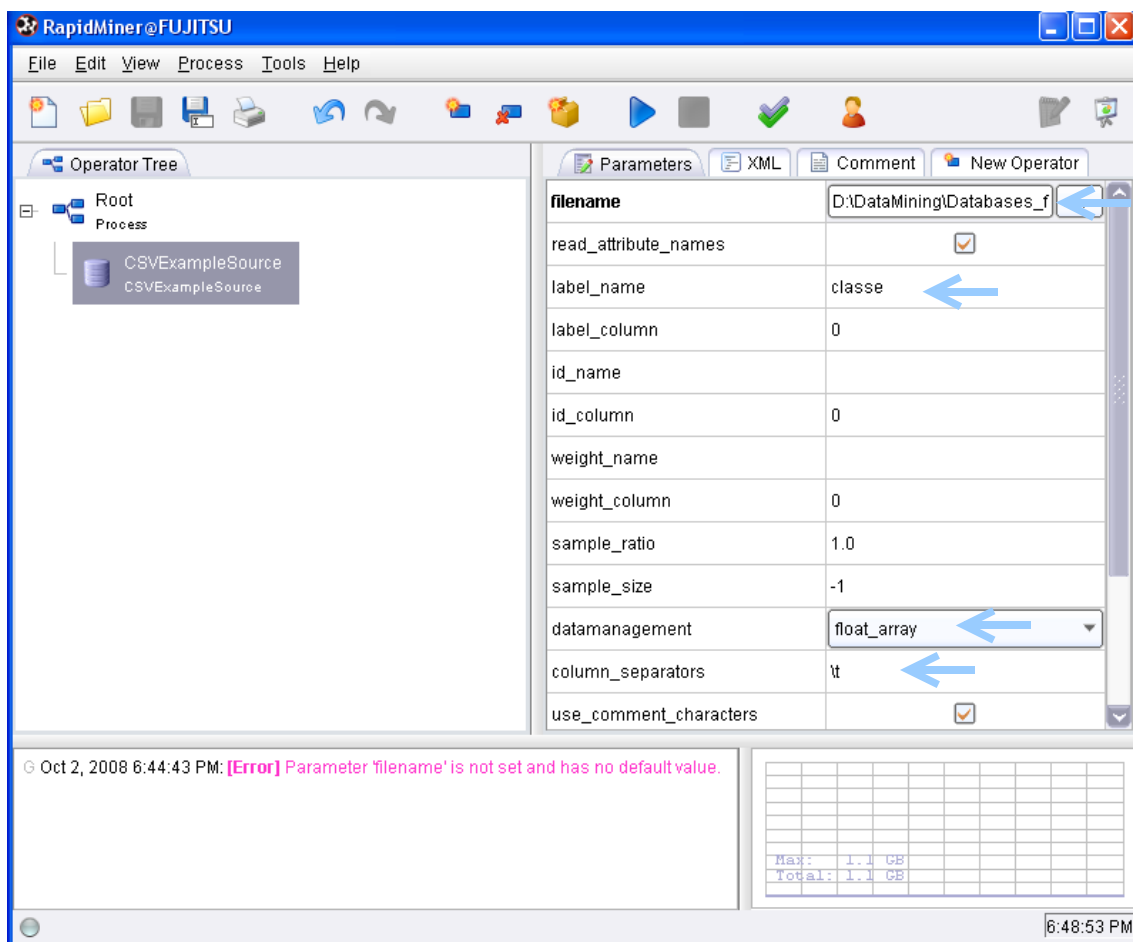 RapidMiner@FUJITSU
File Edit View Process Tools Help
Operator Tree
Root
Process
CSVExampleSource
CSVExampleSource
Parameters XML Comment New Operator
filename D:\DataMining\Databases_f
read_attribute_names
label_name classe
label_column 0
id_name
id_column 0
weight_name
weight_column 0
sample_ratio 1.0
sample_size -1
datamanagement float_array
column_separators \t
use_comment_characters
G Oct 2, 2008 6:44:43 PM: [Error] Parameter 'filename' is not set and has no default value.
Max: 1.1 GB
Total: 1.1 GB
6:48:53 PM